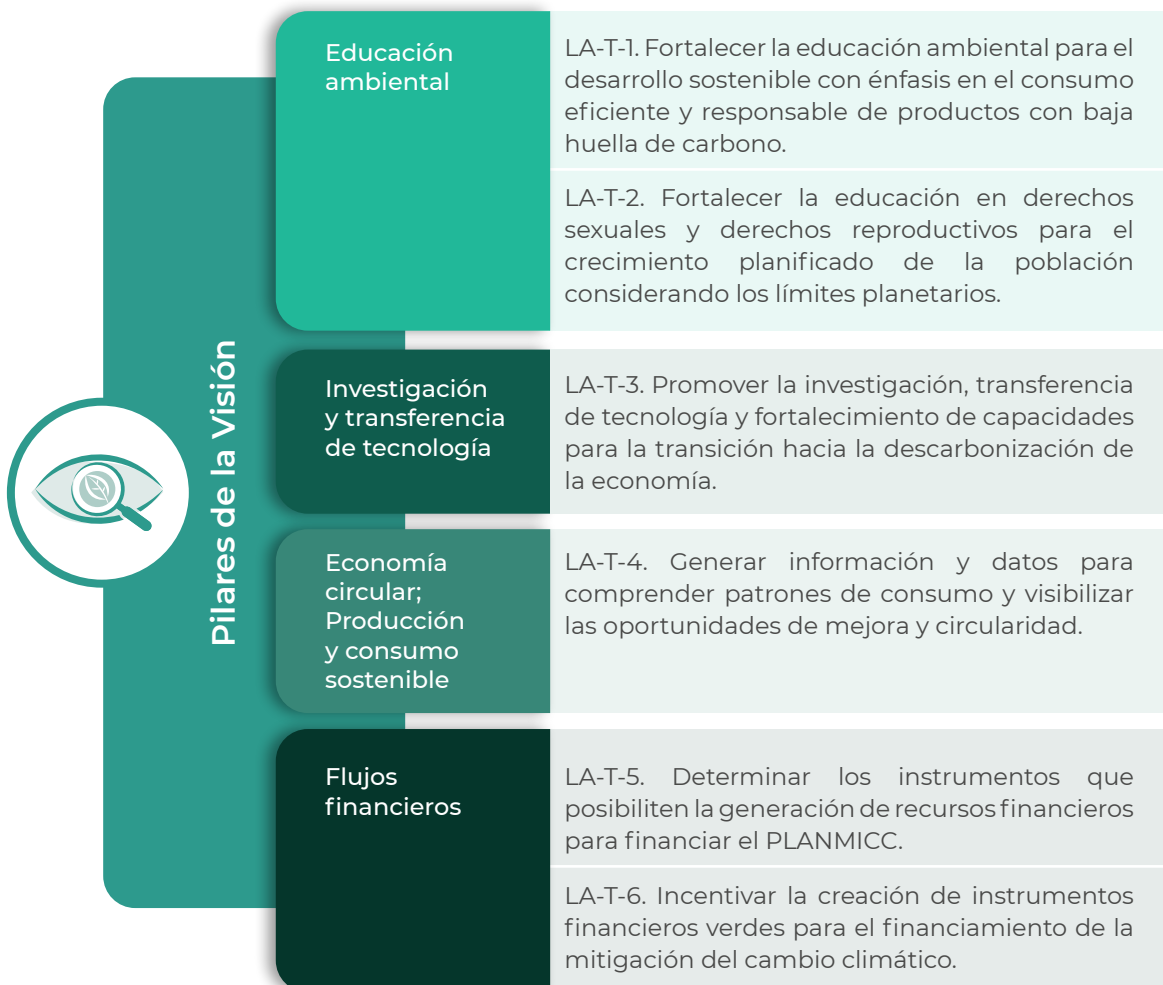 Pilares de la Visión
Educación
ambiental
LA-T-1. Fortalecer la educación ambiental para el
desarrollo sostenible con énfasis en el consumo
eficiente y responsable de productos con baja
huella de carbono.
LA-T-2. Fortalecer la educación en derechos
sexuales y derechos reproductivos para el
crecimiento planificado de la población
considerando los límites planetarios.
Investigación
y transferencia
de tecnología
LA-T-3. Promover la investigación, transferencia
de tecnología y fortalecimiento de capacidades
para la transición hacia la descarbonización de
la economía.
Economía
circular;
Producción
y consumo
sostenible
LA-T-4. Generar información y datos para
comprender patrones de consumo y visibilizar
las oportunidades de mejora y circularidad.
Flujos
financieros
LA-T-5. Determinar los instrumentos que
posibiliten la generación de recursos financieros
para financiar el PLANMICC.
LA-T-6. Incentivar la creación de instrumentos
financieros verdes para el financiamiento de la
mitigación del cambio climático.